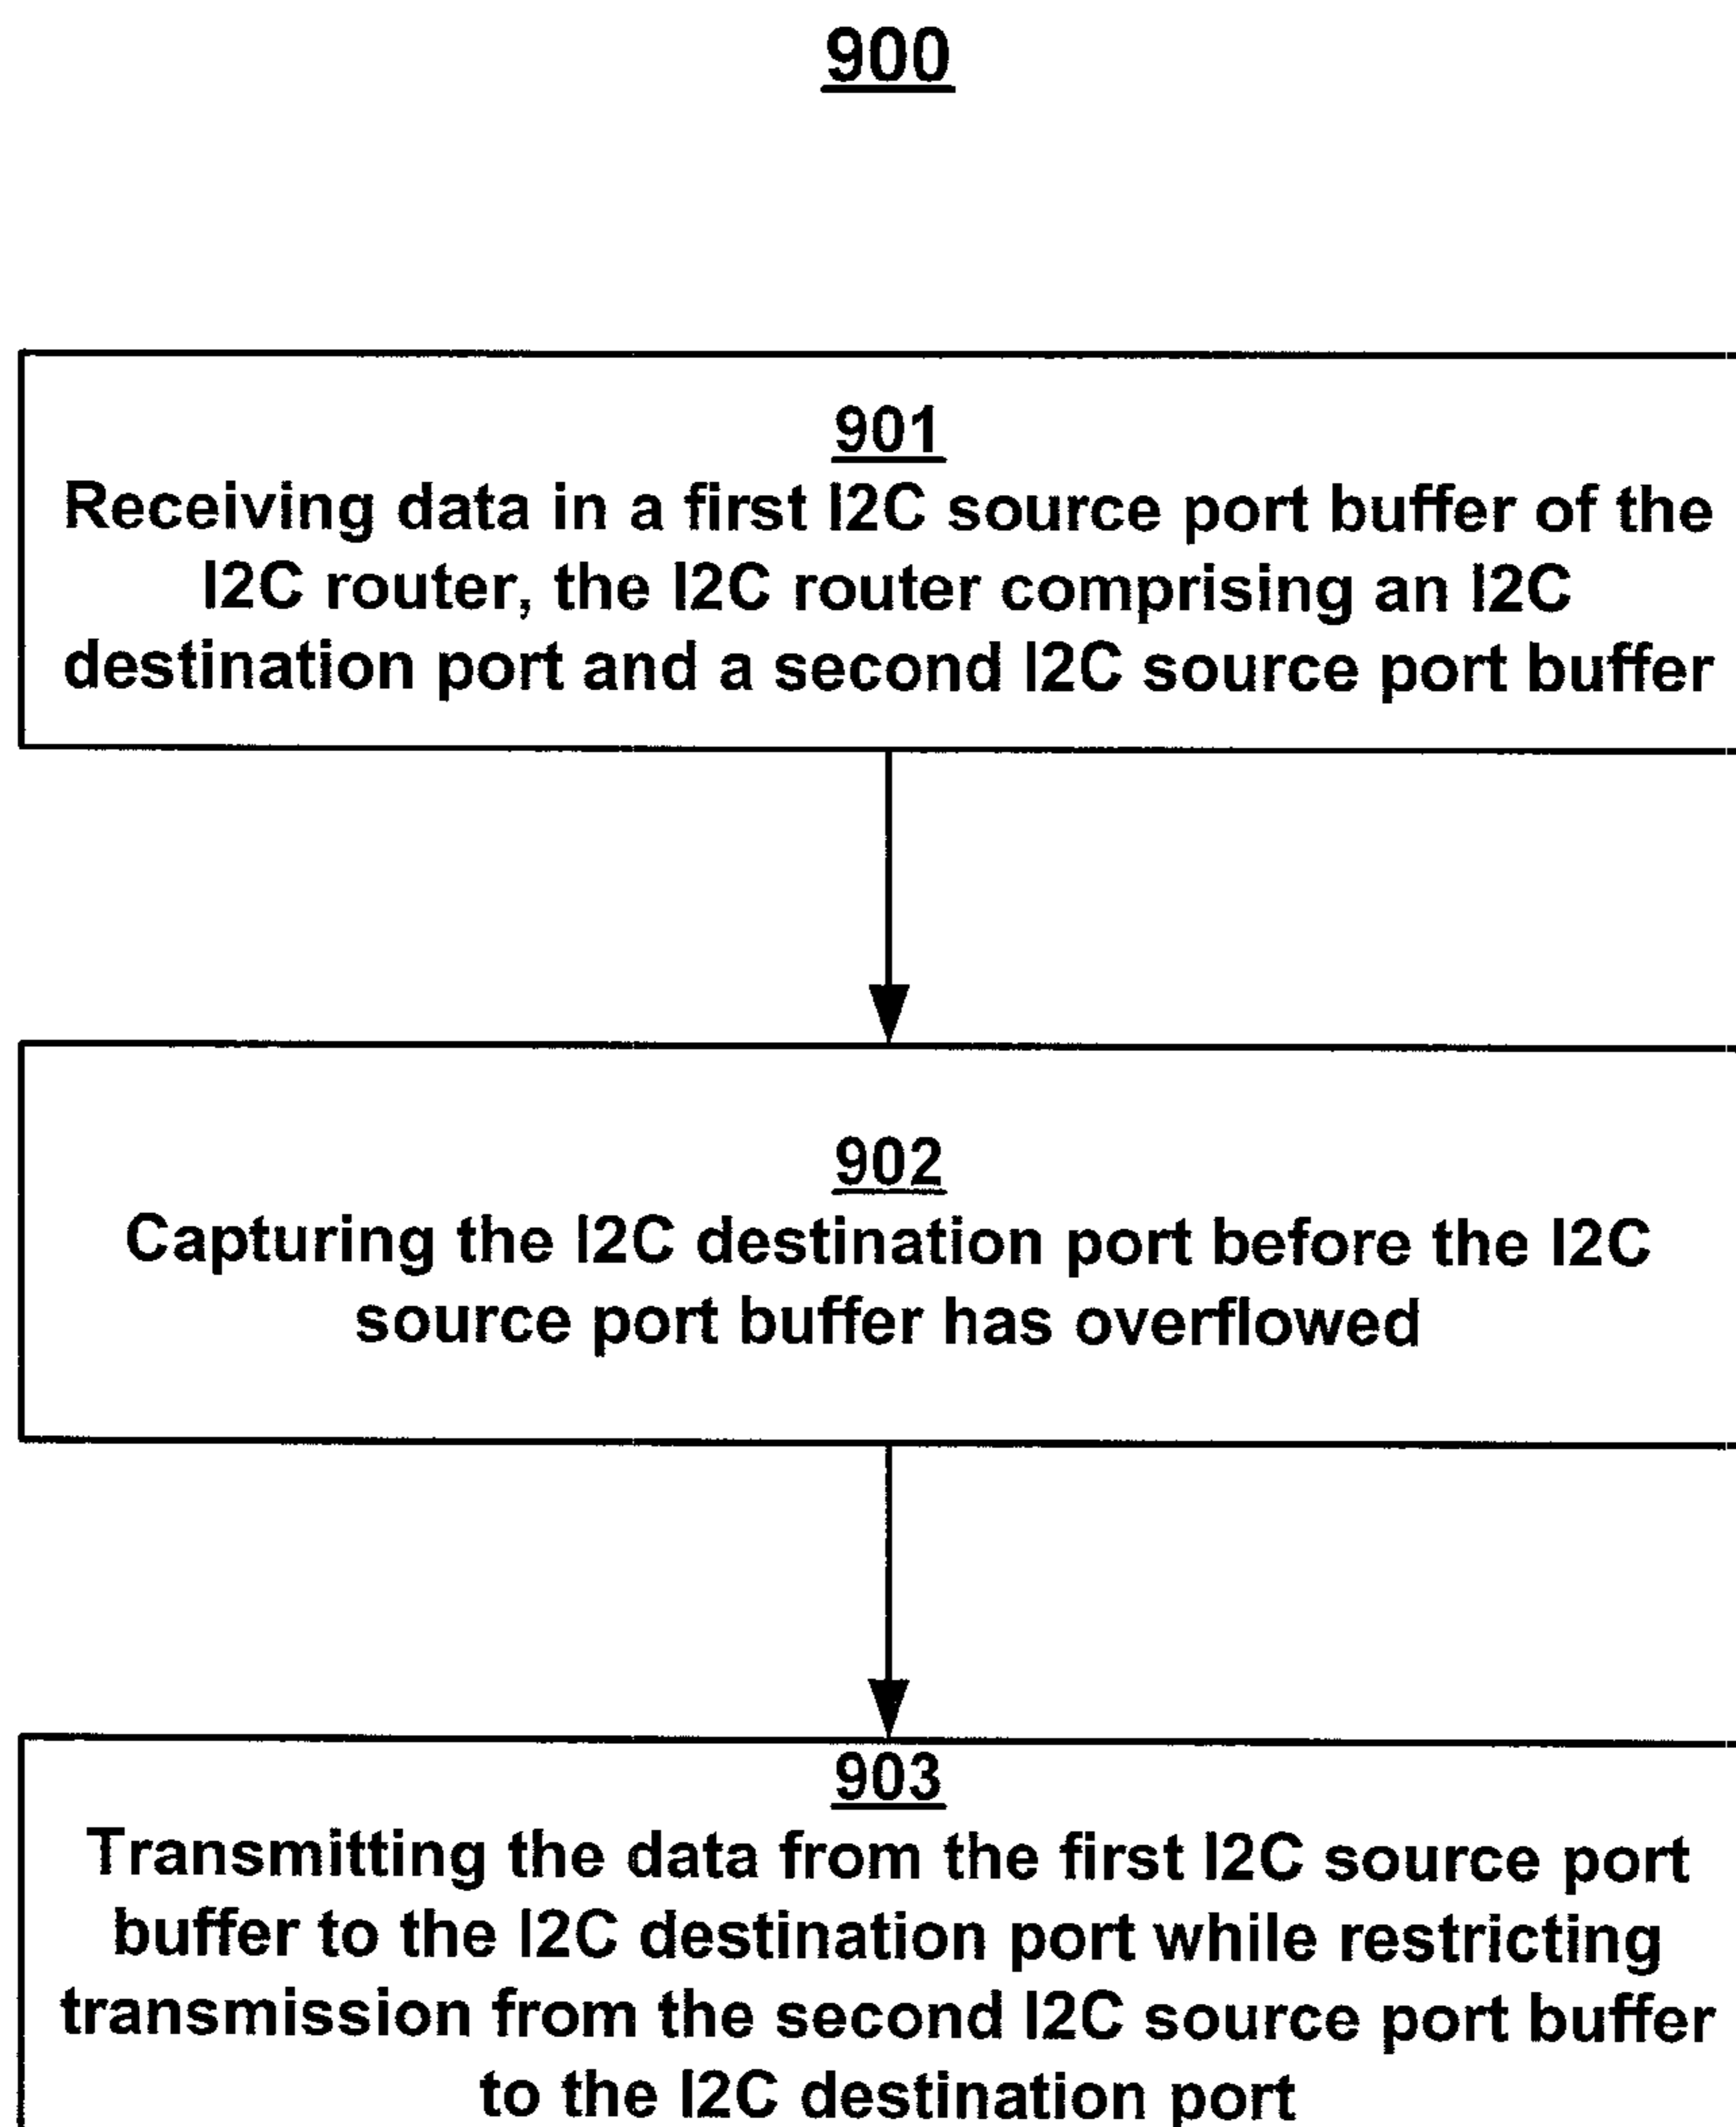 900
901
Receiving data in a first I2C source port buffer of the
I2C router, the I2C router comprising an I2C
destination port and a second I2C source port buffer
902
Capturing the I2C destination port before the I2C
source port buffer has overflowed
903
Transmitting the data from the first I2C source port
buffer to the I2C destination port while restricting
transmission from the second I2C source port buffer
to the I2C destination port